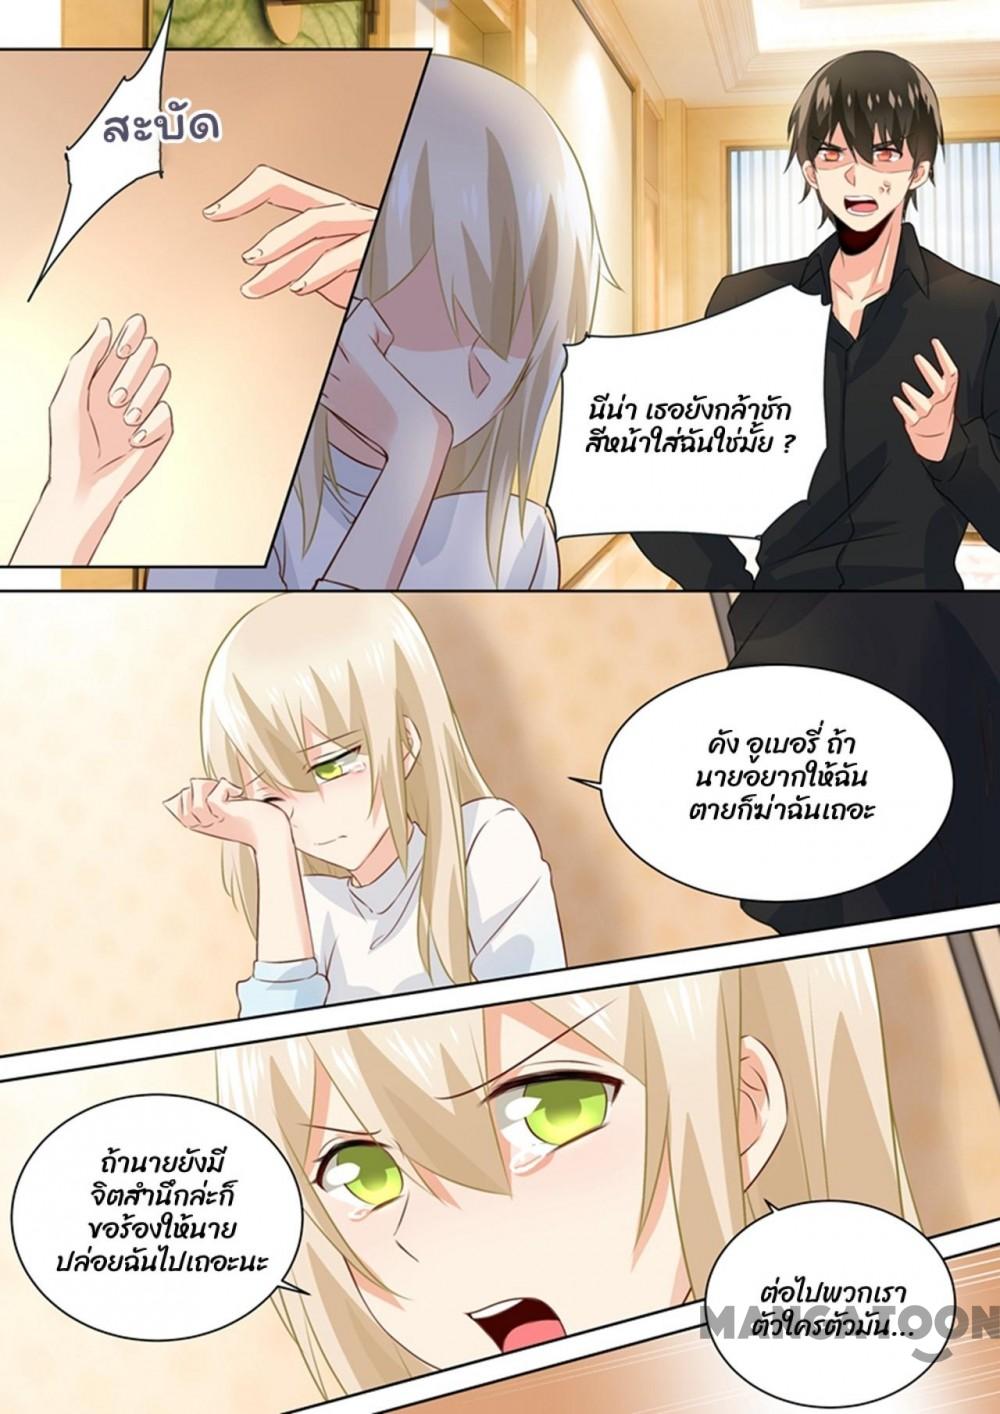 สะบัด
นีน่า เธอยังกล้าชัก
สีหน้าใส่ฉันใช่มั้ย ?
คัง อูเบอรี่ ถ้า
นายอยากให้ฉัน
ตายก็ฆ่าฉันเถอะ
ถ้านายยังมี
จิตสำนึกล่ะก็
ขอร้องให้นาย
ปล่อยฉันไปเถอะนะ
ต่อไปพวกเรา
ตัวใครตัวมัน...
MANGATOON